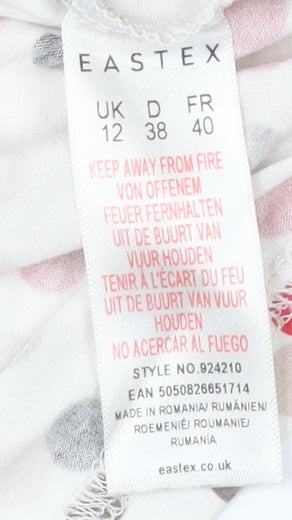 EASTEX
UK D FR
12 38 40
KEEP AWAY FROM FIRE
VON OFFENEM
FEUER FERNHALTEN
UIT DE BUURT VAN
VUUR HOUDEN
TENIR À L'ÉCART DU FEU
UIT DE BUURT VAN VUUR
HOUDEN
NO ACERCAR AL FUEGO
STYLE NO.924210
EAN 5050826651714
MADE IN ROMANIA/ RUMÄNIEN/
ROEMENIË/ ROUMANIE/
RUMANÍA
eastex.co.uk